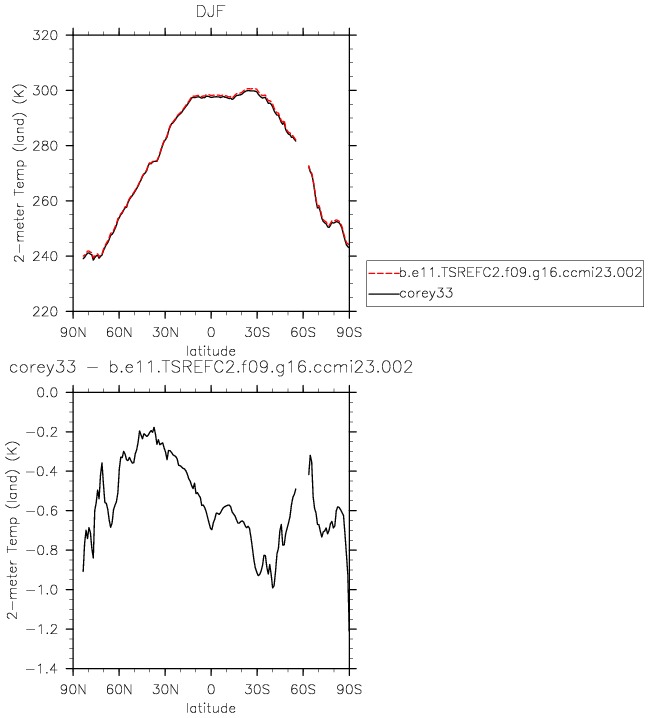 DJF
320
300
280
260
240
220
2-meter Temp (land) (K)
90N 60N 30N 0 30S 60S 90S
latitude
b.e11.TSREFC2.f09.g16.ccmi23.002
corey33
corey33 - b.e11.TSREFC2.f09.g16.ccmi23.002
0.0
-0.2
-0.4
-0.6
-0.8
-1.0
-1.2
-1.4
2-meter Temp (land) (K)
90N 60N 30N 0 30S 60S 90S
latitude